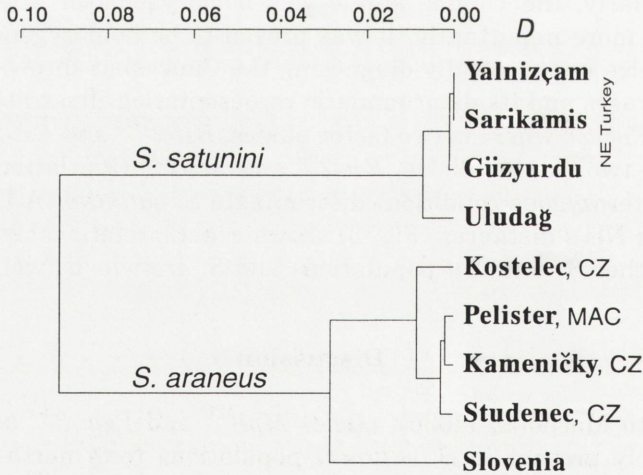 0.10 0.08 0.06 0.04 0.02 0.00 D
Yalnizçam
Sarikamis
NE Turkey
Güzyurdu
S. satunini
Uludağ
Kostelec, CZ
Pelister, MAC
Kameničky, CZ
S. araneus
Studenec, CZ
Slovenia